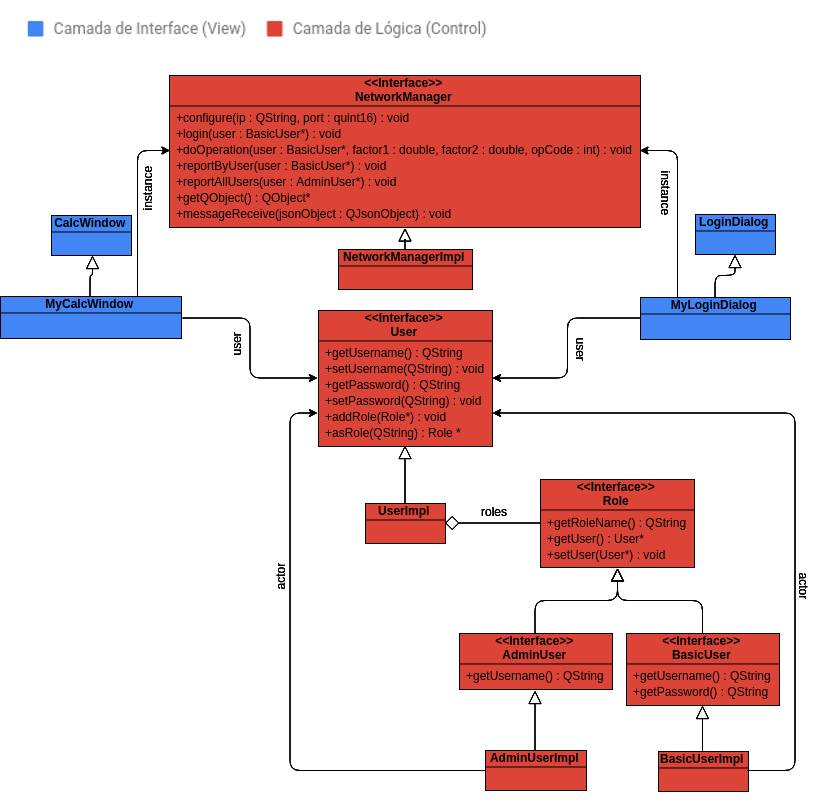 Camada de Interface (View)
Camada de Lógica (Control)
<<Interface>>
NetworkManager
+configure(ip : QString, port : quint16) : void
+login(user : BasicUser*) : void
+doOperation(user : BasicUser*, factor1 : double, factor2 : double, opCode : int) : void
+reportByUser(user : BasicUser*) : void
+reportAllUsers(user : AdminUser*) : void
+getQObject() : QObject*
+messageReceive(jsonObject : QJsonObject) : void
instance
instance
CalcWindow
LoginDialog
NetworkManagerImpl
MyCalcWindow
MyLoginDialog
<<Interface>>
User
+getUsername() : QString
+setUsername(QString) : void
+getPassword() : QString
+setPassword(QString) : void
+addRole(Role*) : void
+asRole(QString) : Role *
user
user
UserImpl
roles
<<Interface>>
Role
+getRoleName() : QString
+getUser() : User*
+setUser(User*) : void
actor
actor
<<Interface>>
AdminUser
+getUsername() : QString
<<Interface>>
BasicUser
+getUsername() : QString
+getPassword() : QString
AdminUserImpl
BasicUserImpl